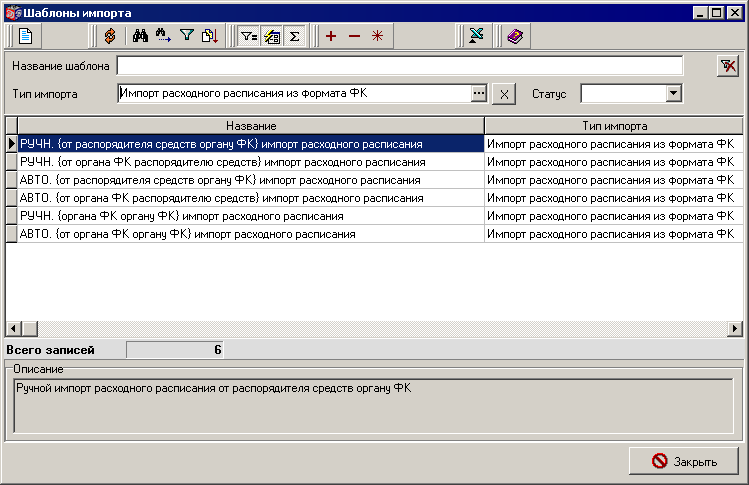 Шаблоны импорта
Название шаблона
Тип импорта Импорт расходного расписания из формата ФК ... X Статус
Название Тип импорта
РУЧН. {от распорядителя средств органу ФК} импорт расходного расписания Импорт расходного расписания из формата ФК
РУЧН. {от органа ФК распорядителю средств} импорт расходного расписания Импорт расходного расписания из формата ФК
АВТО. {от распорядителя средств органу ФК} импорт расходного расписания Импорт расходного расписания из формата ФК
АВТО. {от органа ФК распорядителю средств} импорт расходного расписания Импорт расходного расписания из формата ФК
РУЧН. {органа ФК органу ФК} импорт расходного расписания Импорт расходного расписания из формата ФК
АВТО. {от органа ФК органу ФК} импорт расходного расписания Импорт расходного расписания из формата ФК
Всего записей 6
Описание
Ручной импорт расходного расписания от распорядителя средств органу ФК
Закрыть